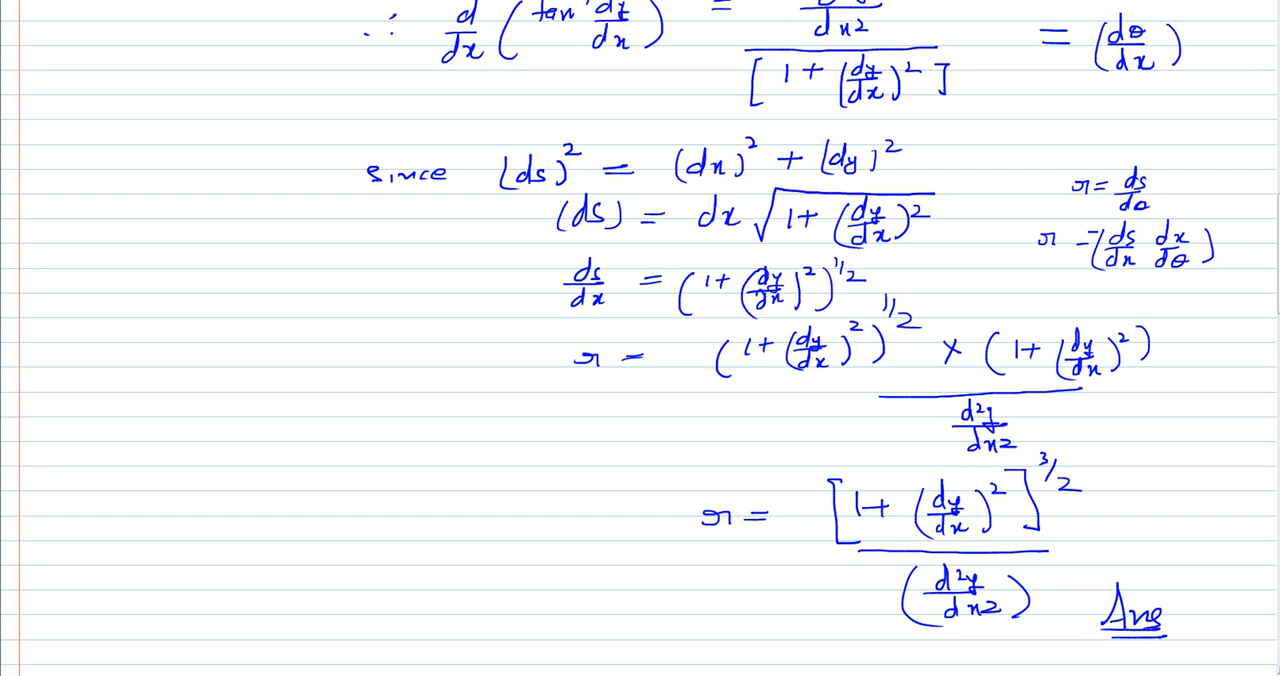 ∴ d/dx (tan⁻¹ dy/dx) = d²y/dx2 / [1 + (dy/dx)²] = (dθ/dx)
since (ds)² = (dx)² + (dy)²
(ds) = dx √(1 + (dy/dx)²)
r = ds/dθ
r = (ds/dx dx/dθ)
ds/dx = (1 + (dy/dx)²)^1/2
r = (1 + (dy/dx)²)^1/2 × (1 + (dy/dx)²) / d²y/dx2
r = [1 + (dy/dx)²]^3/2 / (d²y/dx2)
Ans